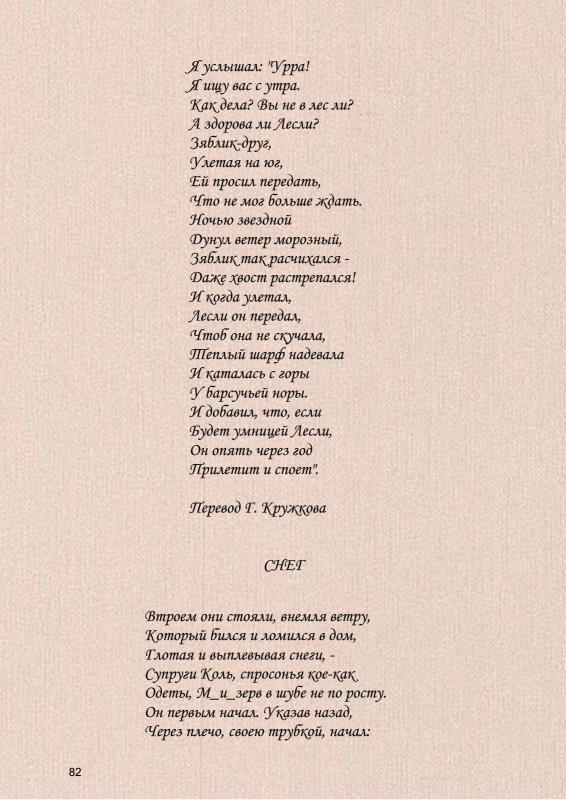 Я услышал: "Урра!
Я ищу вас с утра.
Как дела? Вы не в лес ли?
А здорова ли Лесли?
Зяблик-друг,
Улетая на юг,
Ей просил передать,
Что не мог больше ждать.
Ночью звездной
Дунул ветер морозный,
Зяблик так расчихался -
Даже хвост растрепался!
И когда улетал,
Лесли он передал,
Чтоб она не скучала,
Теплый шарф надевала
И каталась с горы
У барсучьей норы.
И добавил, что, если
Будет умницей Лесли,
Он опять через год
Прилетит и споет".
Перевод Г. Кружкова
СНЕГ
Втроем они стояли, внемля ветру,
Который бился и ломился в дом,
Глотая и выплевывая снеги, -
Супруги Коль, спросонья кое-как
Одеты, М_и_зерв в шубе не по росту.
Он первым начал. Указав назад,
Через плечо, своею трубкой, начал:
82